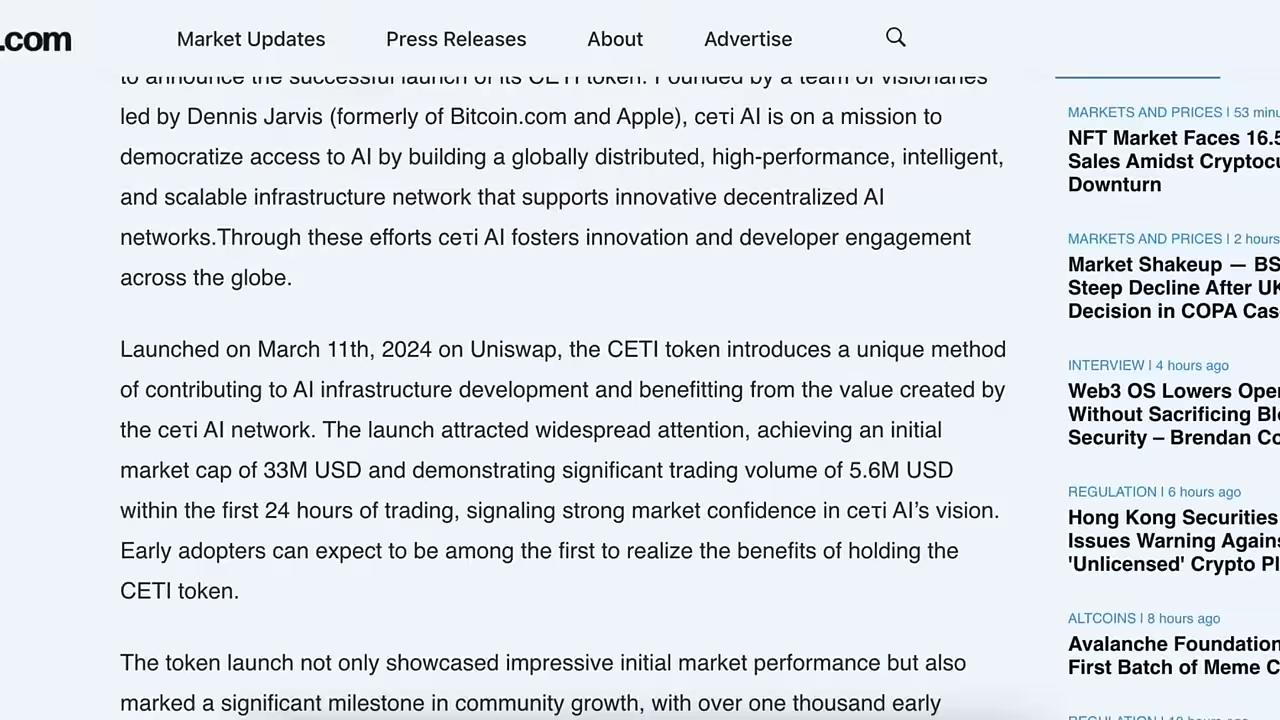 .com
Market Updates
Press Releases
About
Advertise
to announce the successful launch of its CETI token. Founded by a team of visionaries
led by Dennis Jarvis (formerly of Bitcoin.com and Apple), ceτi AI is on a mission to
democratize access to AI by building a globally distributed, high-performance, intelligent,
and scalable infrastructure network that supports innovative decentralized AI
networks.Through these efforts ceτi AI fosters innovation and developer engagement
across the globe.
Launched on March 11th, 2024 on Uniswap, the CETI token introduces a unique method
of contributing to AI infrastructure development and benefitting from the value created by
the ceτi AI network. The launch attracted widespread attention, achieving an initial
market cap of 33M USD and demonstrating significant trading volume of 5.6M USD
within the first 24 hours of trading, signaling strong market confidence in ceτi AI’s vision.
Early adopters can expect to be among the first to realize the benefits of holding the
CETI token.
The token launch not only showcased impressive initial market performance but also
marked a significant milestone in community growth, with over one thousand early
MARKETS AND PRICES | 53 minu
NFT Market Faces 16.5
Sales Amidst Cryptocu
Downturn
MARKETS AND PRICES | 2 hours
Market Shakeup — BS
Steep Decline After UK
Decision in COPA Cas
INTERVIEW | 4 hours ago
Web3 OS Lowers Oper
Without Sacrificing Blo
Security – Brendan Co
REGULATION | 6 hours ago
Hong Kong Securities
Issues Warning Agains
'Unlicensed' Crypto Pl
ALTCOINS | 8 hours ago
Avalanche Foundation
First Batch of Meme C